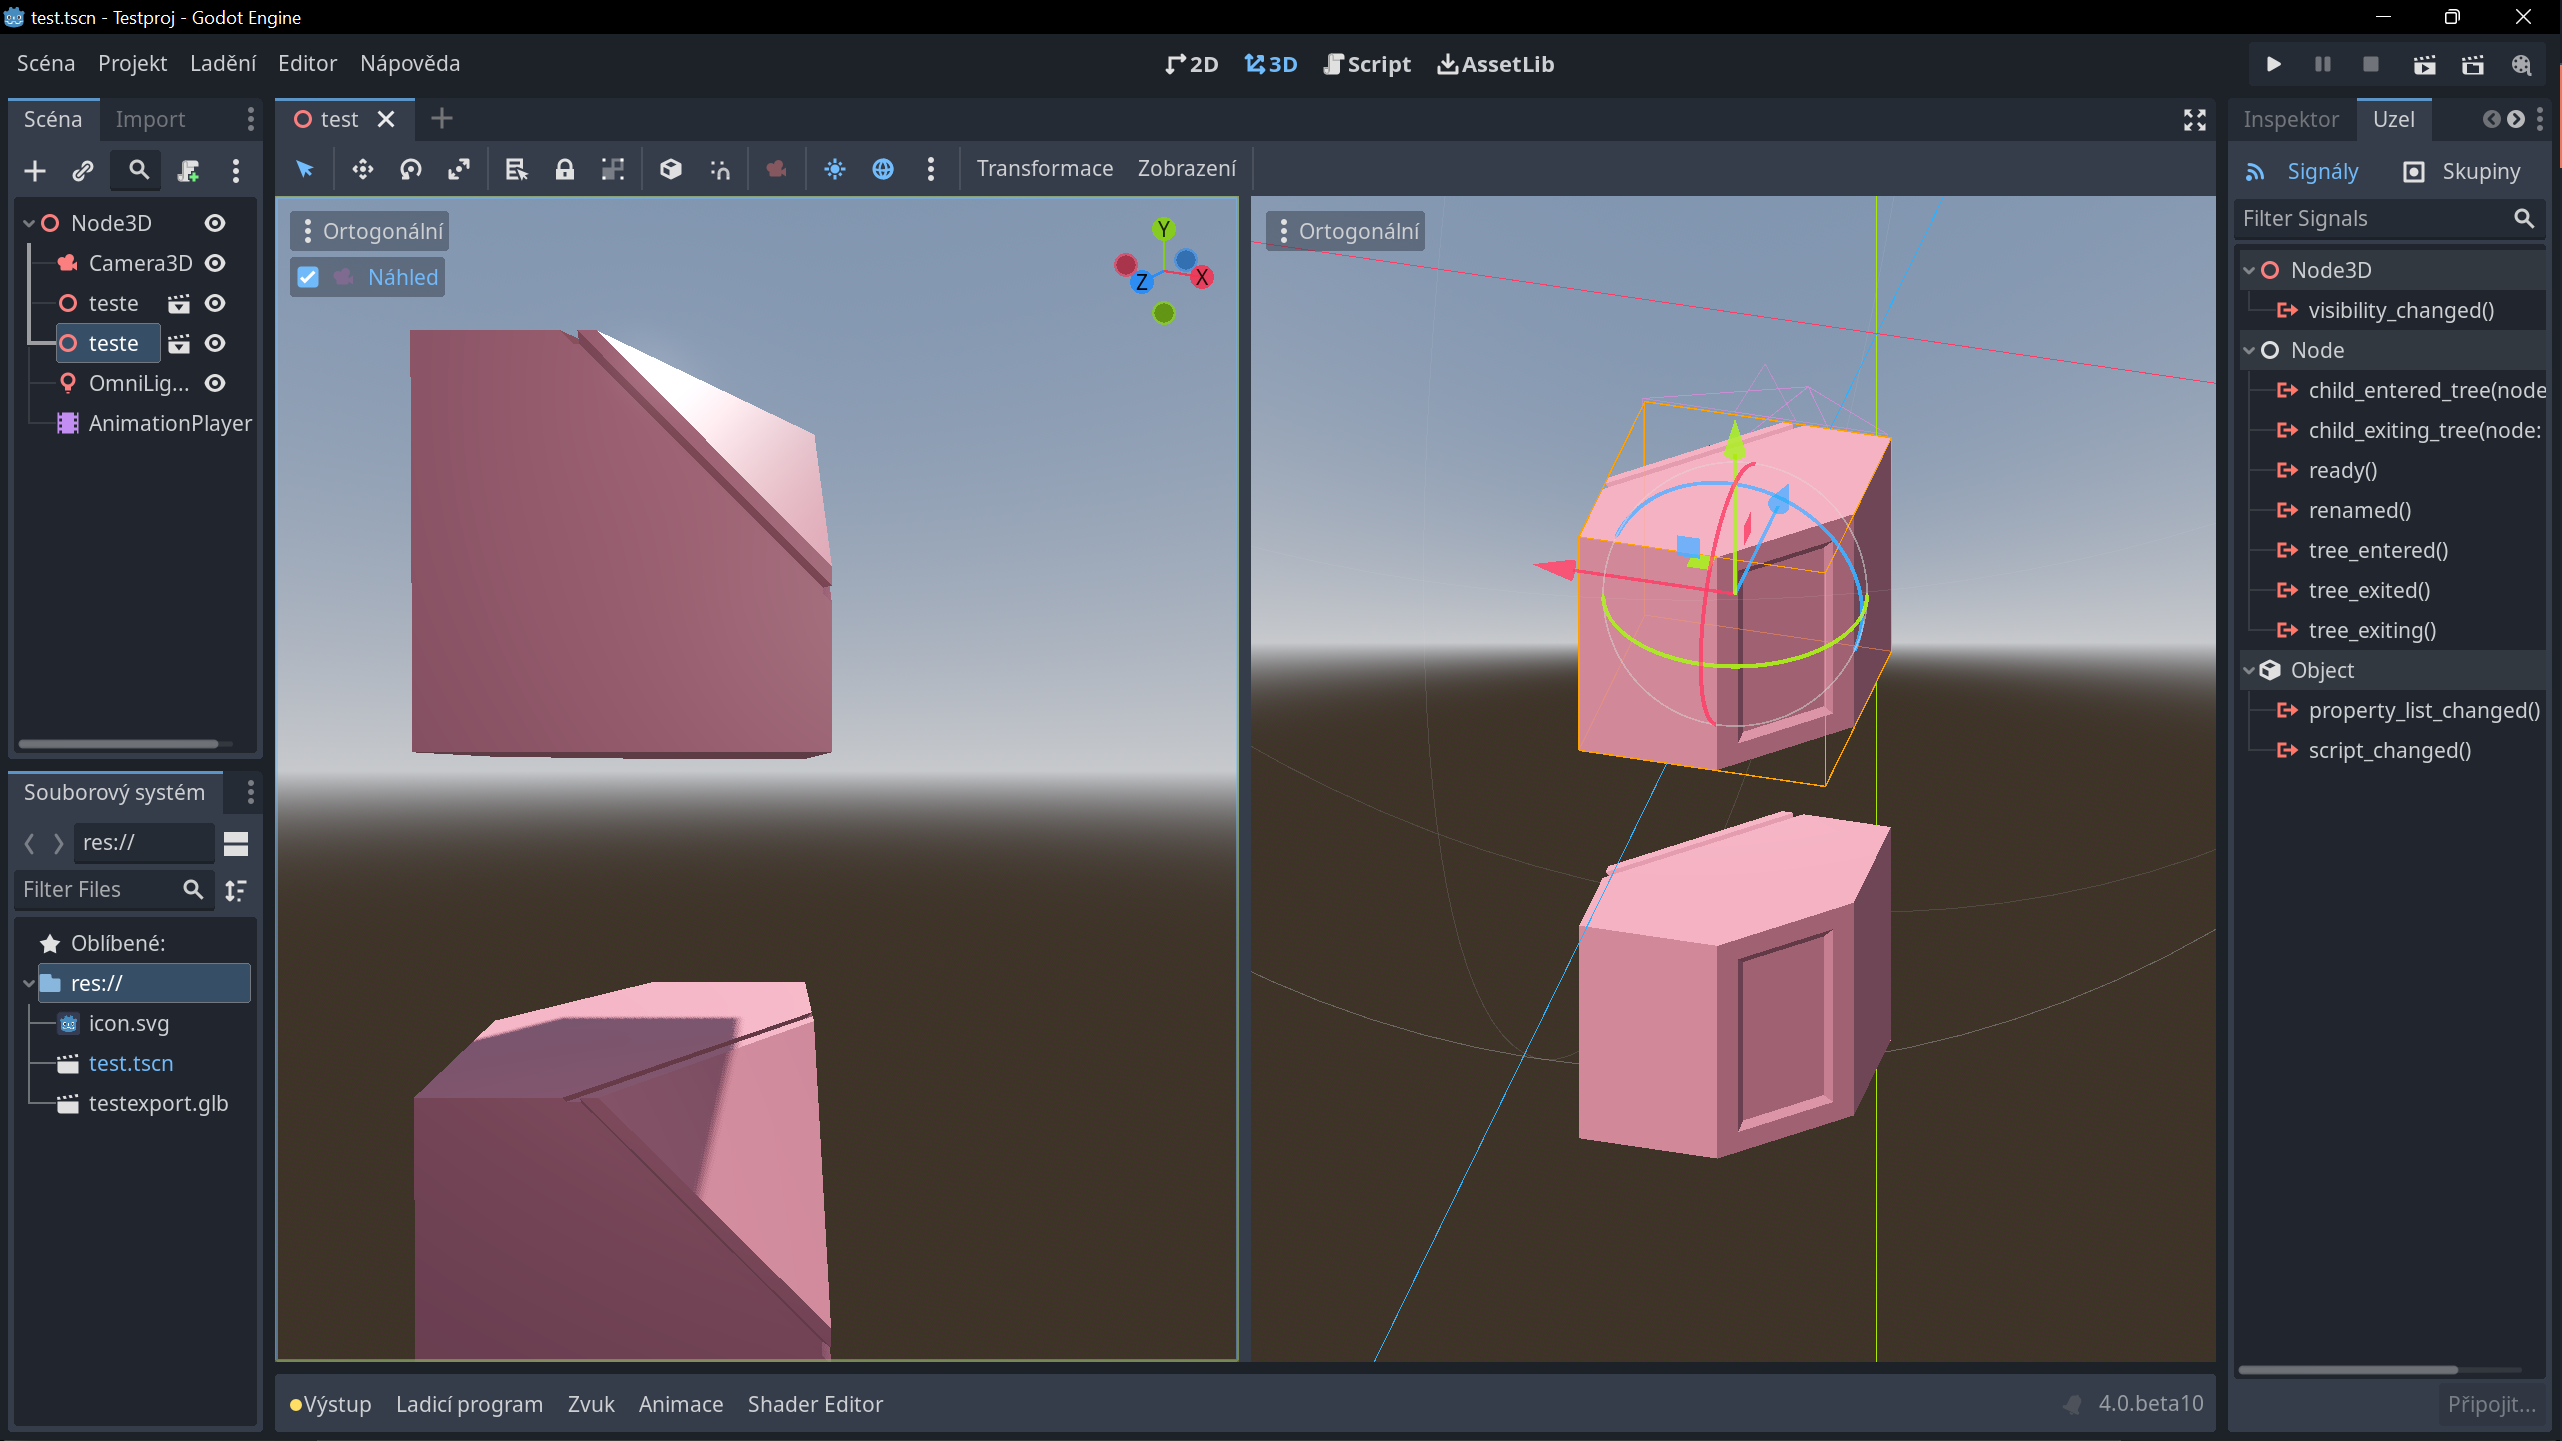 test.tscn - Testproj - Godot Engine
Scéna Projekt Ladění Editor Nápověda
2D 3D Script AssetLib
Scéna Import
test
Inspektor Uzel
Transformace Zobrazení
Signály Skupiny
Filter Signals
Node3D
Camera3D
teste
teste
OmniLig...
AnimationPlayer
Ortogonální
Náhled
Y
X
Z
Ortogonální
Node3D
visibility_changed()
Node
child_entered_tree(node
child_exiting_tree(node:
ready()
renamed()
tree_entered()
tree_exited()
tree_exiting()
Object
property_list_changed()
script_changed()
Souborový systém
res://
Filter Files
Oblíbené:
res://
icon.svg
test.tscn
testexport.glb
Výstup Ladicí program Zvuk Animace Shader Editor
4.0.beta10
Připojit...